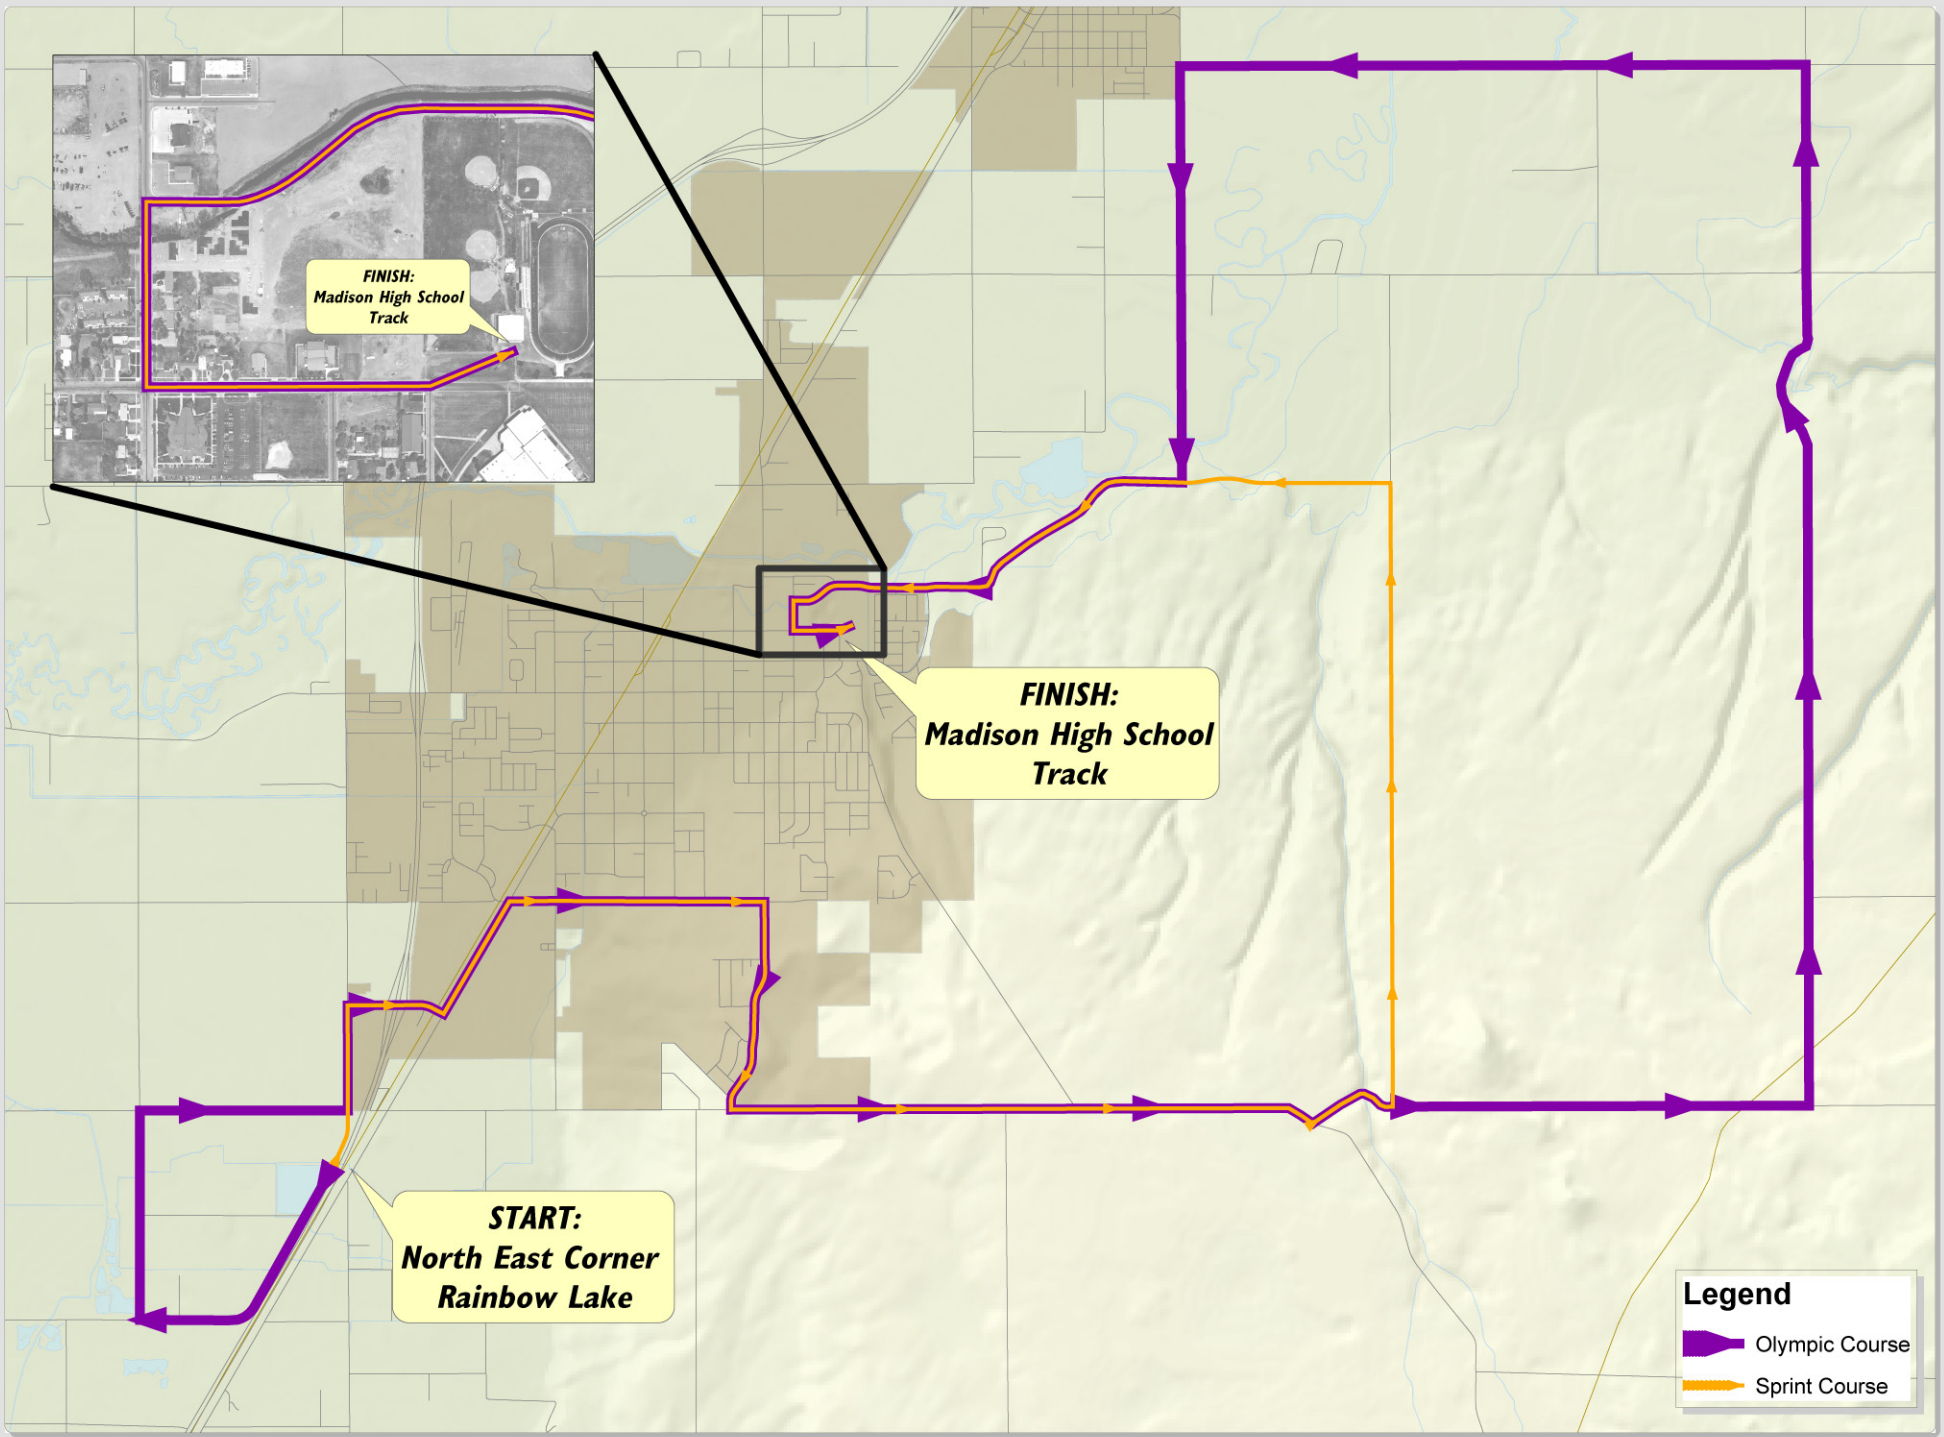 FINISH:
Madison High School
Track
FINISH:
Madison High School
Track
START:
North East Corner
Rainbow Lake
Legend
Olympic Course
Sprint Course